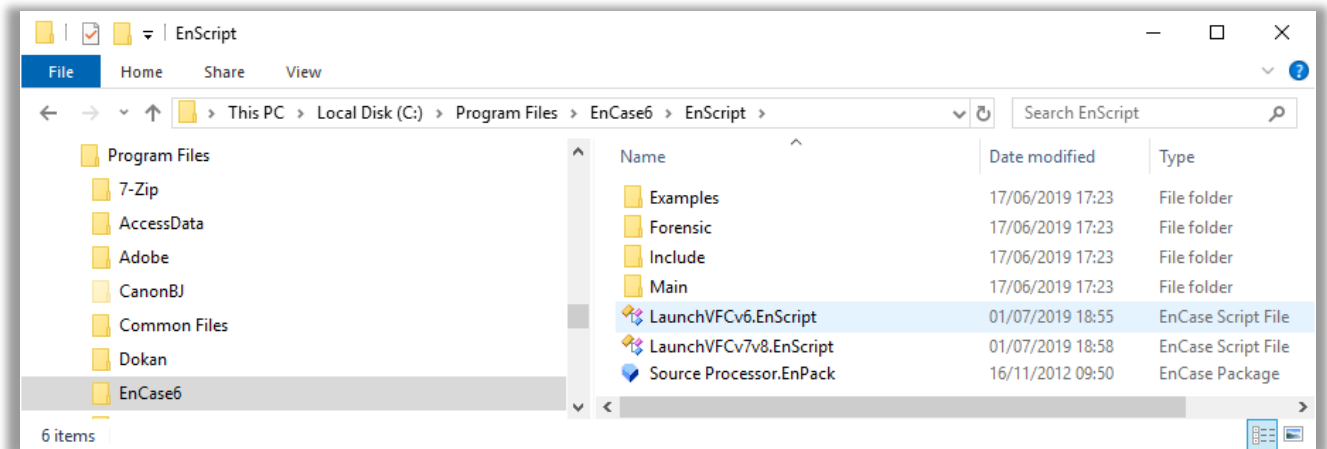 EnScript
File Home Share View
This PC > Local Disk (C:) > Program Files > EnCase6 > EnScript > Search EnScript
Program Files Name Date modified Type
7-Zip Examples 17/06/2019 17:23 File folder
AccessData Forensic 17/06/2019 17:23 File folder
Adobe Include 17/06/2019 17:23 File folder
CanonBJ Main 17/06/2019 17:23 File folder
Common Files LaunchVFCv6.EnScript 01/07/2019 18:55 EnCase Script File
Dokan LaunchVFCv7v8.EnScript 01/07/2019 18:58 EnCase Script File
EnCase6 Source Processor.EnPack 16/11/2012 09:50 EnCase Package
6 items